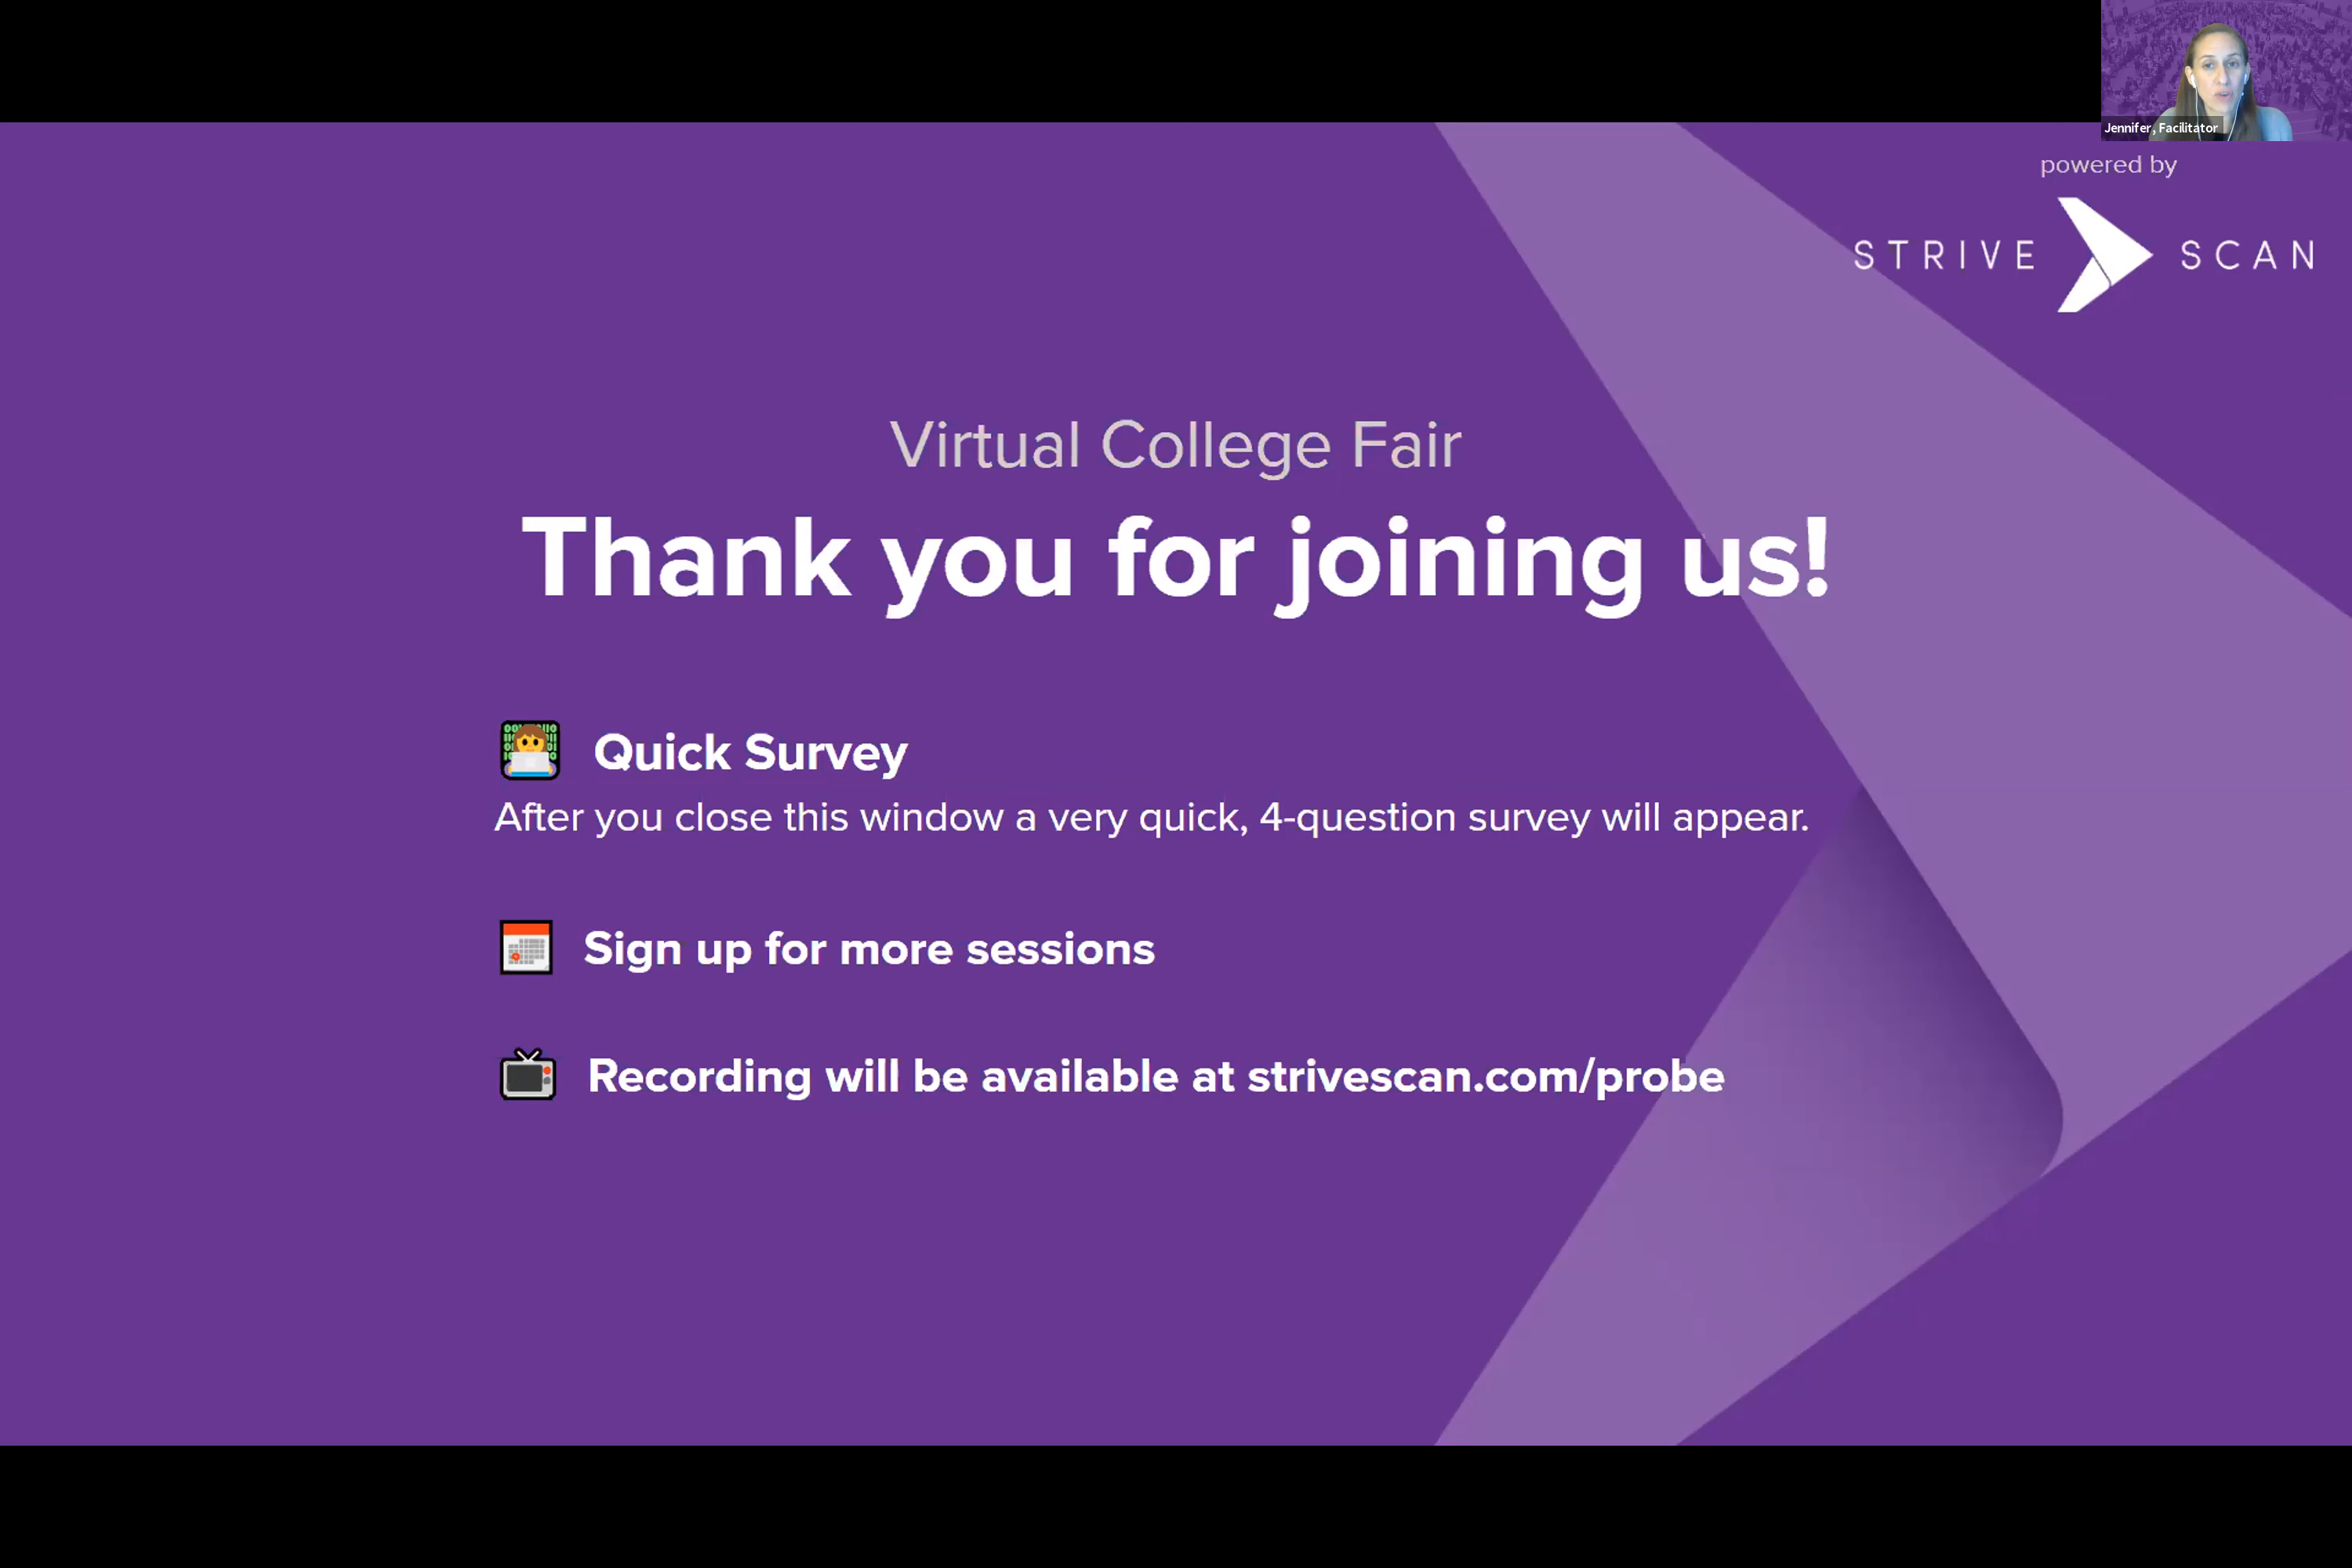 Jennifer, Facilitator
powered by
STRIVE SCAN
Virtual College Fair
Thank you for joining us!
Quick Survey
After you close this window a very quick, 4-question survey will appear.
Sign up for more sessions
Recording will be available at strivescan.com/probe